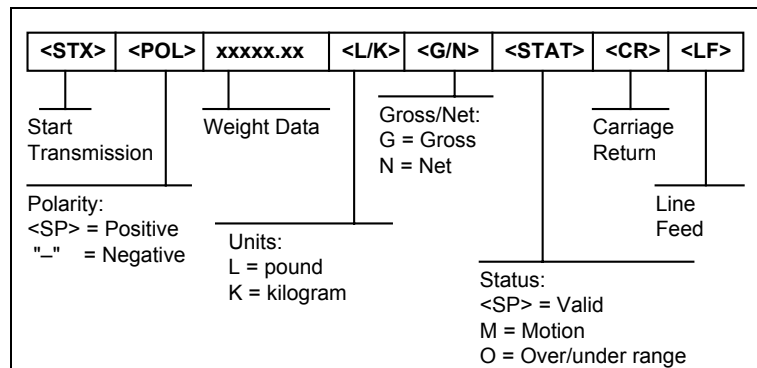 <STX> <POL> xxxxx.xx <L/K> <G/N> <STAT> <CR> <LF>
Start
Transmission
Weight Data
Gross/Net:
G = Gross
N = Net
Carriage
Return
Polarity:
<SP> = Positive
"–" = Negative
Units:
L = pound
K = kilogram
Line
Feed
Status:
<SP> = Valid
M = Motion
O = Over/under range